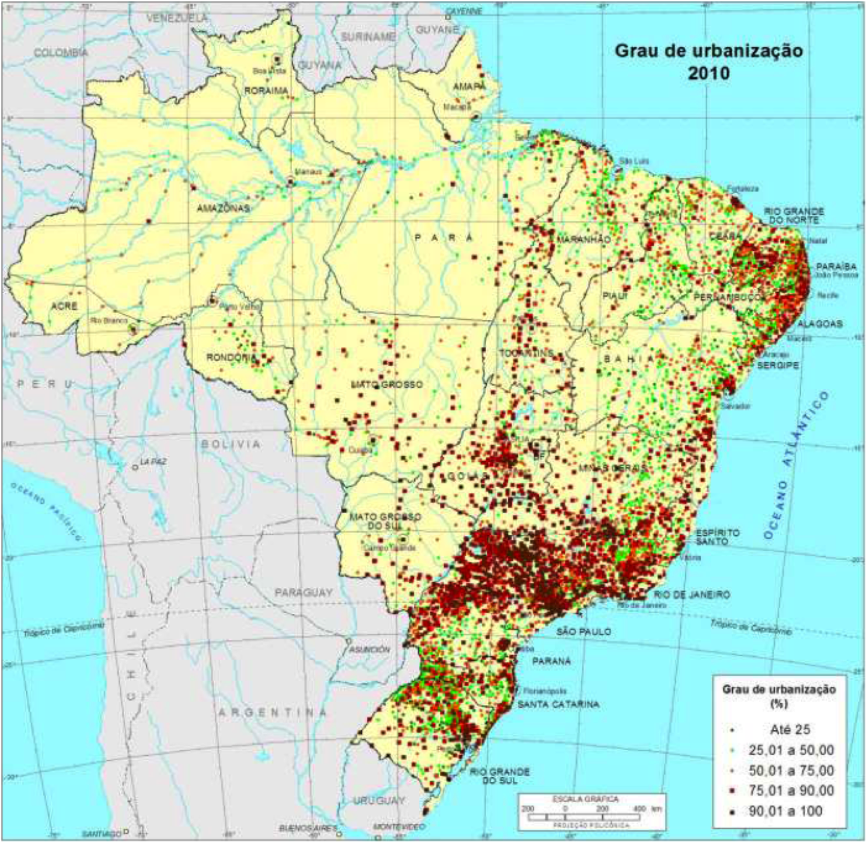 Grau de urbanização
2010
CAYENNE
VENEZUELA
GUYANE
SURINAME
COLOMBIA
GUYANA
Boa Vista
RORAIMA
AMAPÁ
Macapá
São Luís
Manaus
Fortaleza
AMAZONAS
RIO GRANDE
DO NORTE
PARÁ
MARANHÃO
CEARÁ
Natal
PARAÍBA
João Pessoa
ACRE
Porto Velho
PIAUÍ
PERNAMBUCO
Recife
Rio Branco
ALAGOAS
Maceió
RONDÔNIA
TOCANTINS
BAHIA
Aracaju
SERGIPE
PERU
MATO GROSSO
Salvador
BOLIVIA
Cuiabá
LA PAZ
GOIÁS
DF
MINAS GERAIS
OCEANO ATLÂNTICO
OCEANO PACÍFICO
MATO GROSSO
DO SUL
Campo Grande
ESPÍRITO
SANTO
Vitória
PARAGUAY
RIO DE JANEIRO
Rio de Janeiro
Trópico de Capricórnio
SÃO PAULO
Trópico de Capricórnio
ASUNCIÓN
PARANÁ
CHILE
Florianópolis
SANTA CATARINA
ARGENTINA
RIO GRANDE
DO SUL
URUGUAY
SANTIAGO
BUENOS AIRES
MONTEVIDEO
ESCALA GRÁFICA
200 0 200 400 km
PROJEÇÃO POLICÔNICA
Grau de urbanização
(%)
Até 25
25,01 a 50,00
50,01 a 75,00
75,01 a 90,00
90,01 a 100